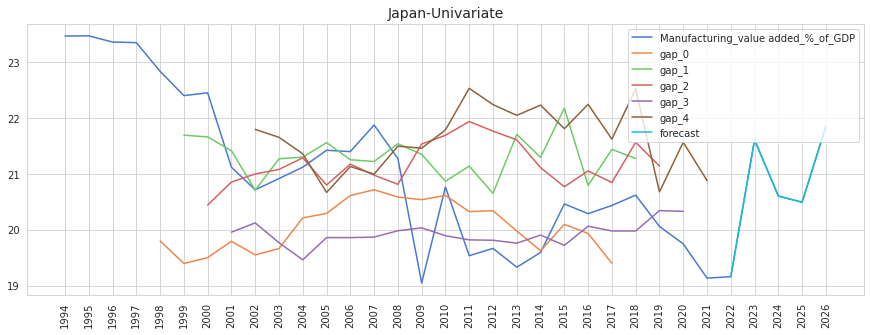 Japan-Univariate
Manufacturing_value added_%_of_GDP
gap_0
gap_1
gap_2
gap_3
gap_4
forecast
23
22
21
20
19
1994 1995 1996 1997 1998 1999 2000 2001 2002 2003 2004 2005 2006 2007 2008 2009 2010 2011 2012 2013 2014 2015 2016 2017 2018 2019 2020 2021 2022 2023 2024 2025 2026